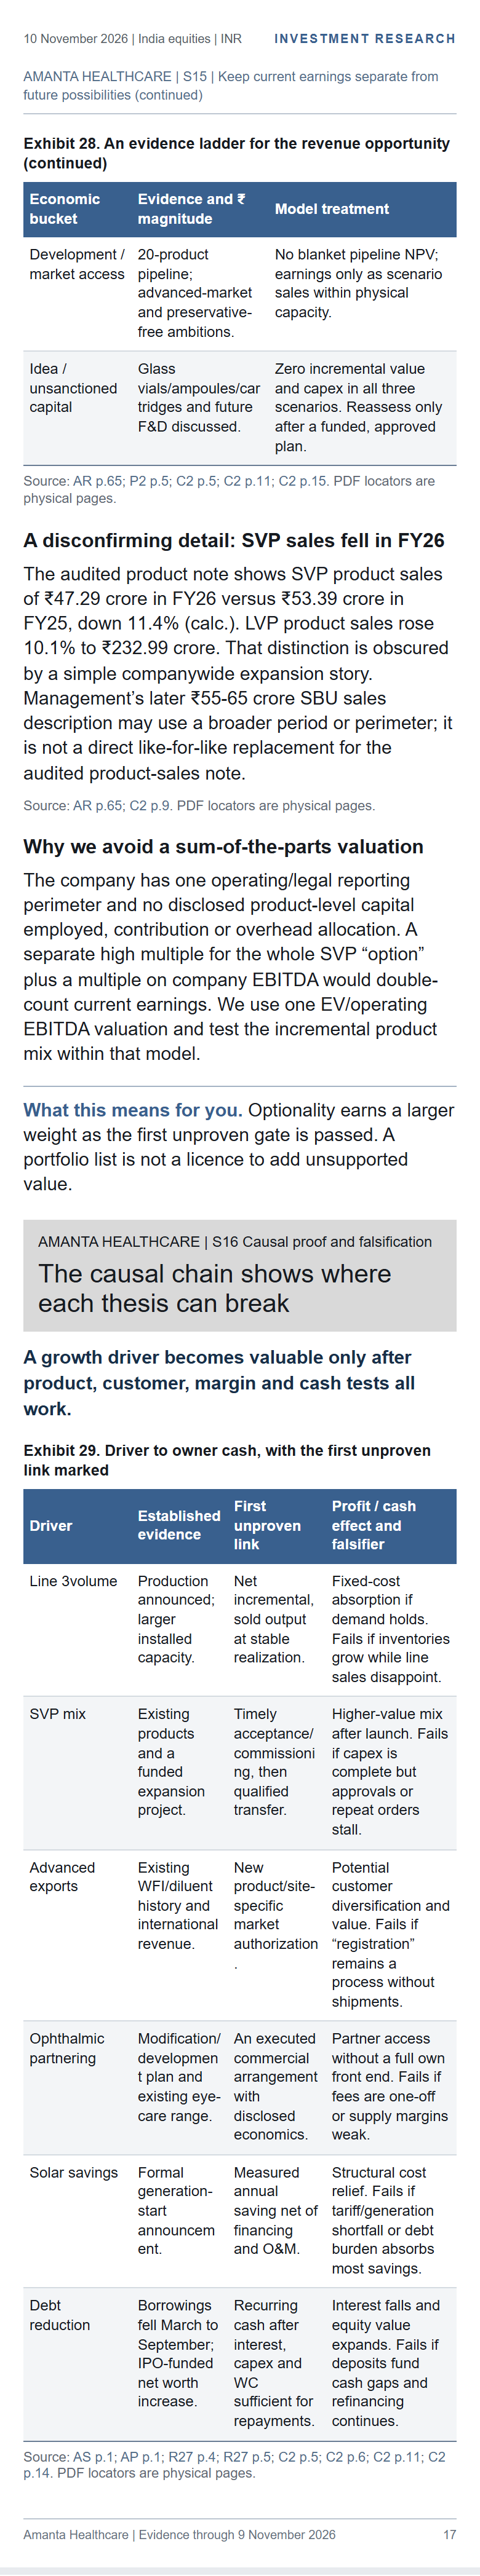 10 November 2026 | India equities | INR
INVESTMENT RESEARCH
AMANTA HEALTHCARE | S15 | Keep current earnings separate from
future possibilities (continued)
Exhibit 28. An evidence ladder for the revenue opportunity
(continued)
Economic
bucket
Evidence and ₹
magnitude
Model treatment
Development /
market access
20-product
pipeline;
advanced-market
and preservative-
free ambitions.
No blanket pipeline NPV;
earnings only as scenario
sales within physical
capacity.
Idea /
unsanctioned
capital
Glass
vials/ampoules/car
tridges and future
F&D discussed.
Zero incremental value
and capex in all three
scenarios. Reassess only
after a funded, approved
plan.
Source: AR p.65; P2 p.5; C2 p.5; C2 p.11; C2 p.15. PDF locators are
physical pages.
A disconfirming detail: SVP sales fell in FY26
The audited product note shows SVP product sales
of ₹47.29 crore in FY26 versus ₹53.39 crore in
FY25, down 11.4% (calc.). LVP product sales rose
10.1% to ₹232.99 crore. That distinction is obscured
by a simple companywide expansion story.
Management’s later ₹55-65 crore SBU sales
description may use a broader period or perimeter; it
is not a direct like-for-like replacement for the
audited product-sales note.
Source: AR p.65; C2 p.9. PDF locators are physical pages.
Why we avoid a sum-of-the-parts valuation
The company has one operating/legal reporting
perimeter and no disclosed product-level capital
employed, contribution or overhead allocation. A
separate high multiple for the whole SVP “option”
plus a multiple on company EBITDA would double-
count current earnings. We use one EV/operating
EBITDA valuation and test the incremental product
mix within that model.
What this means for you. Optionality earns a larger
weight as the first unproven gate is passed. A
portfolio list is not a licence to add unsupported
value.
AMANTA HEALTHCARE | S16 Causal proof and falsification
The causal chain shows where
each thesis can break
A growth driver becomes valuable only after
product, customer, margin and cash tests all
work.
Exhibit 29. Driver to owner cash, with the first unproven
link marked
Driver
Established
evidence
First
unproven
link
Profit / cash
effect and
falsifier
Line 3volume
Production
announced;
larger
installed
capacity.
Net
incremental,
sold output
at stable
realization.
Fixed-cost
absorption if
demand holds.
Fails if inventories
grow while line
sales disappoint.
SVP mix
Existing
products
and a
funded
expansion
project.
Timely
acceptance/
commissioni
ng, then
qualified
transfer.
Higher-value mix
after launch. Fails
if capex is
complete but
approvals or
repeat orders
stall.
Advanced
exports
Existing
WFI/diluent
history and
international
revenue.
New
product/site-
specific
market
authorization
.
Potential
customer
diversification and
value. Fails if
“registration”
remains a
process without
shipments.
Ophthalmic
partnering
Modification/
developmen
t plan and
existing eye-
care range.
An executed
commercial
arrangement
with
disclosed
economics.
Partner access
without a full own
front end. Fails if
fees are one-off
or supply margins
weak.
Solar savings
Formal
generation-
start
announcem
ent.
Measured
annual
saving net of
financing
and O&M.
Structural cost
relief. Fails if
tariff/generation
shortfall or debt
burden absorbs
most savings.
Debt
reduction
Borrowings
fell March to
September;
IPO-funded
net worth
increase.
Recurring
cash after
interest,
capex and
WC
sufficient for
repayments.
Interest falls and
equity value
expands. Fails if
deposits fund
cash gaps and
refinancing
continues.
Source: AS p.1; AP p.1; R27 p.4; R27 p.5; C2 p.5; C2 p.6; C2 p.11; C2
p.14. PDF locators are physical pages.
Amanta Healthcare | Evidence through 9 November 2026
17